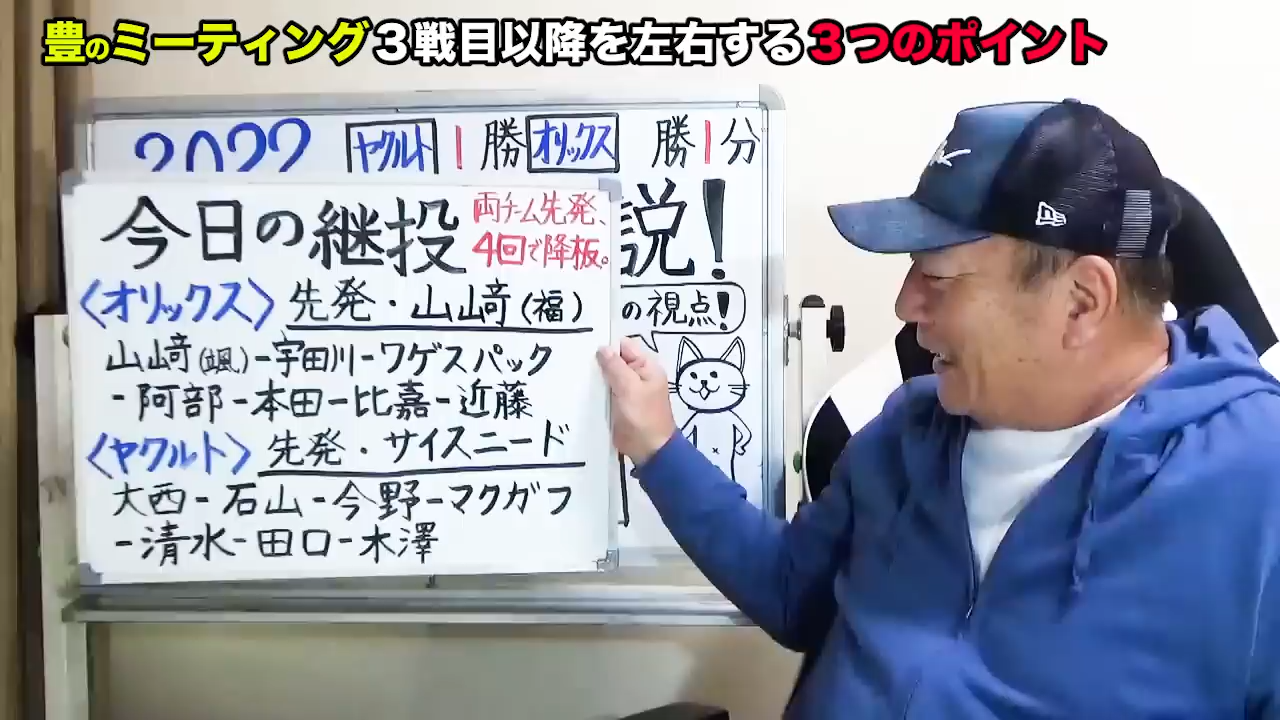 豊のミーティング3戦目以降を左右する3つのポイント
2022 ヤクルト1勝 オリックス 勝1分
今日の継投
両チーム先発、
4回で降板。
説!
の視点!
<オリックス> 先発・山﨑(福)
山﨑(颯)-宇田川-ワゲスパック
-阿部-本田-比嘉-近藤
<ヤクルト> 先発・サイスニード
大西-石山-今野-マクガフ
-清水-田口-木澤